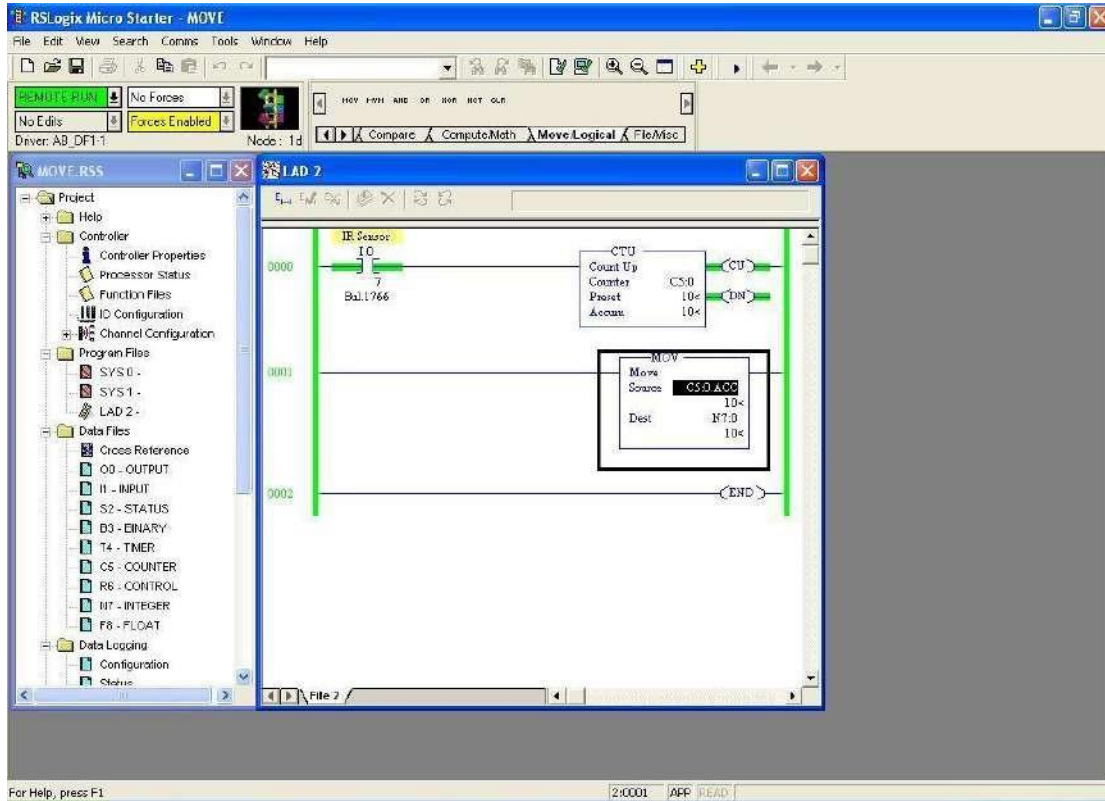 RSLogix Micro Starter - MOVE
File Edit View Search Comms Tools Window Help
REMOTE RUN No Forces
No Edits Forces Enabled
Driver: AB_DF1-1 Node: 1d
MOV MVM AND OR XOR NOT CLR
Compare Compute/Math Move/Logical File/Misc
MOVE.RSS
Project
Help
Controller
Controller Properties
Processor Status
Function Files
IO Configuration
Channel Configuration
Program Files
SYS 0 -
SYS 1 -
LAD 2 -
Data Files
Cross Reference
O0 - OUTPUT
I1 - INPUT
S2 - STATUS
B3 - BINARY
T4 - TIMER
C5 - COUNTER
R6 - CONTROL
N7 - INTEGER
F8 - FLOAT
Data Logging
Configuration
Status
LAD 2
0000
IR Sensor
I:0
7
Bul.1766
CTU
Count Up
Counter C5:0
Preset 10<
Accum 10<
CU
DN
0001
MOV
Move
Source C5:0.ACC
10<
Dest N7:0
10<
0002
END
File 2
For Help, press F1
2:0001 APP READ